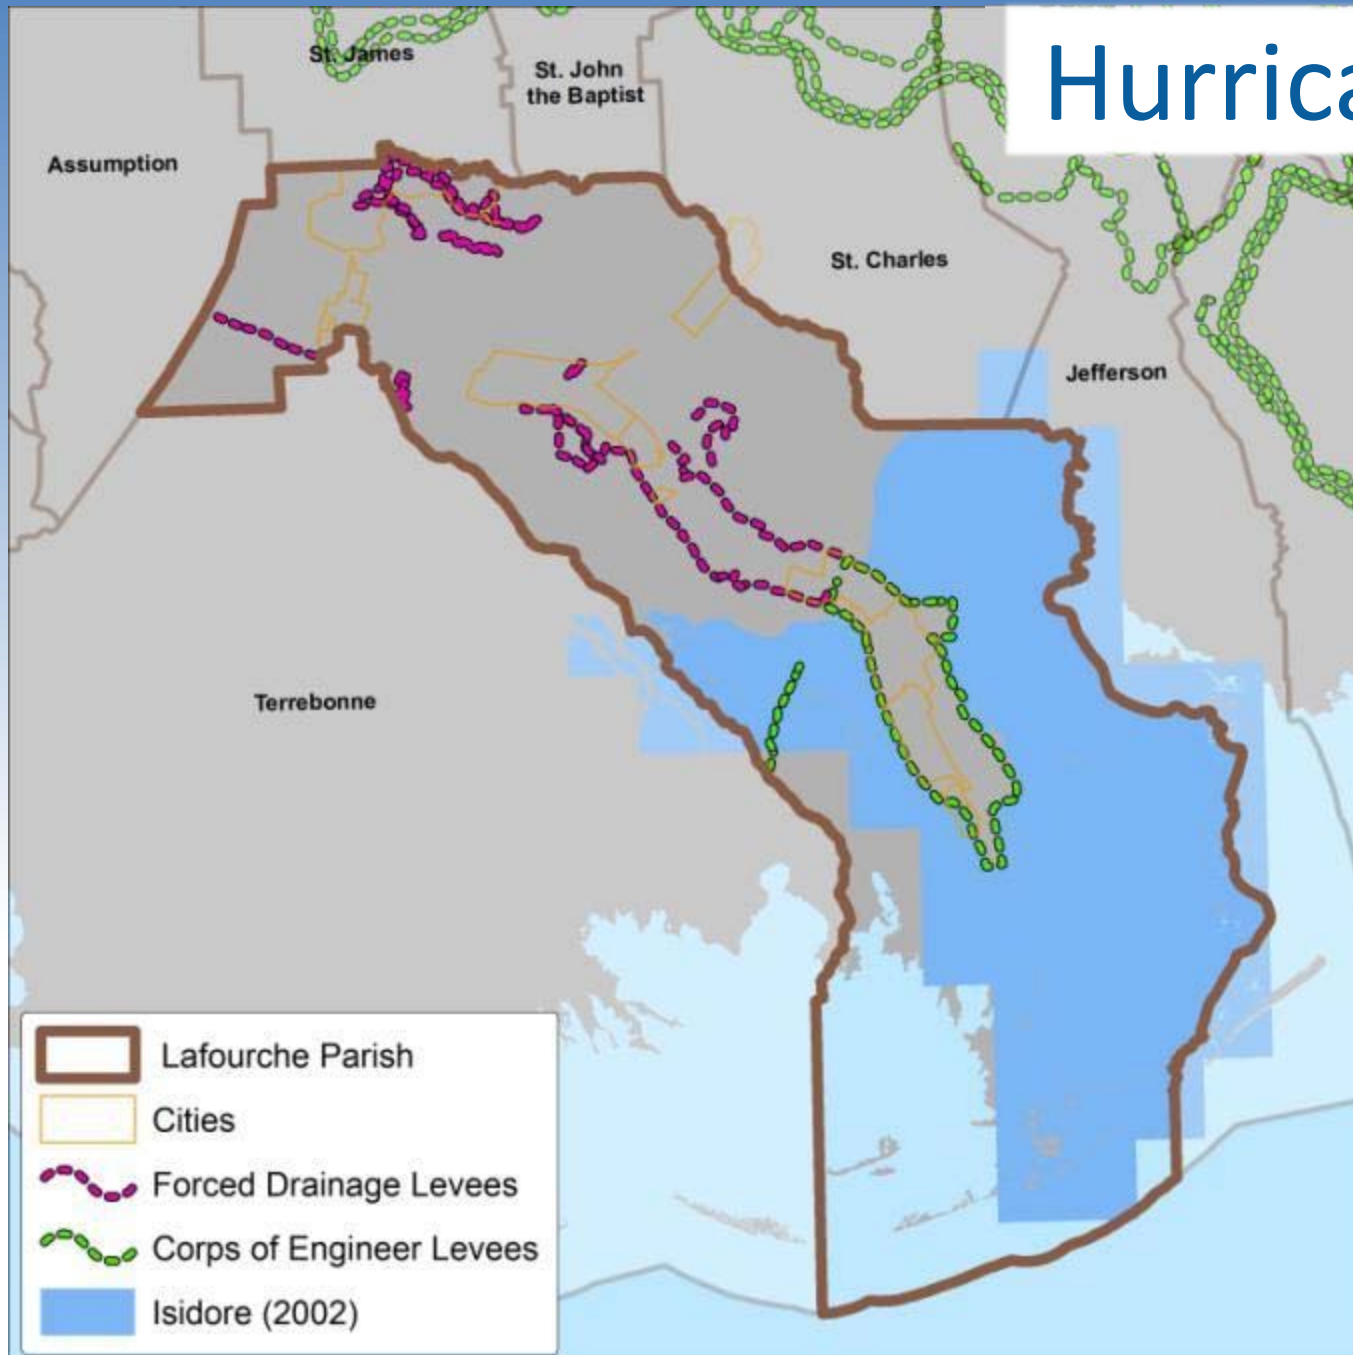 Hurrica
St. James
St. John
the Baptist
Assumption
St. Charles
Jefferson
Terrebonne
Lafourche Parish
Cities
Forced Drainage Levees
Corps of Engineer Levees
Isidore (2002)